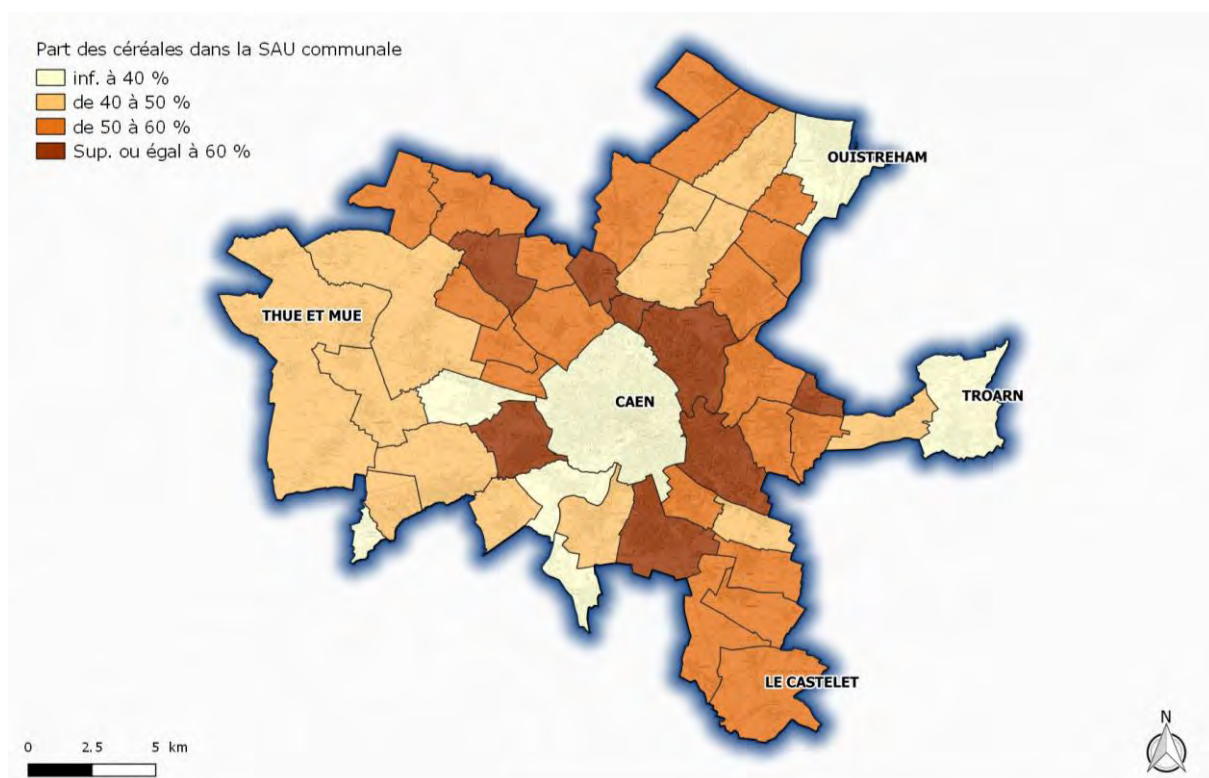 Part des céréales dans la SAU communale
inf. à 40 %
de 40 à 50 %
de 50 à 60 %
Sup. ou égal à 60 %
OUISTREHAM
THUE ET MUE
CAEN
TROARN
LE CASTELET
0 2.5 5 km
N